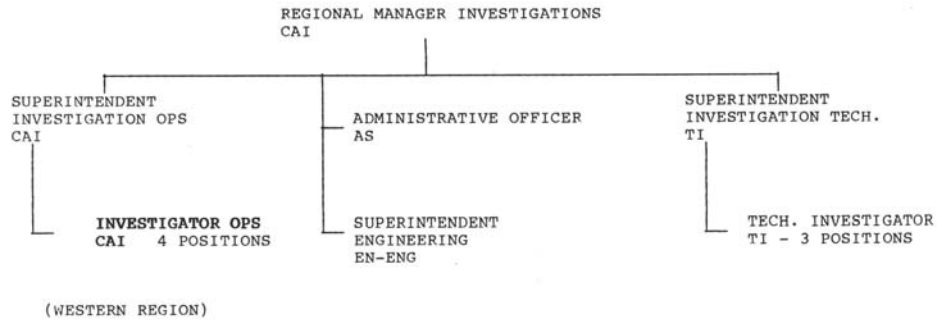 REGIONAL MANAGER INVESTIGATIONS
CAI
SUPERINTENDENT
INVESTIGATION OPS
CAI
ADMINISTRATIVE OFFICER
AS
SUPERINTENDENT
INVESTIGATION TECH.
TI
INVESTIGATOR OPS
CAI 4 POSITIONS
SUPERINTENDENT
ENGINEERING
EN-ENG
TECH. INVESTIGATOR
TI - 3 POSITIONS
(WESTERN REGION)